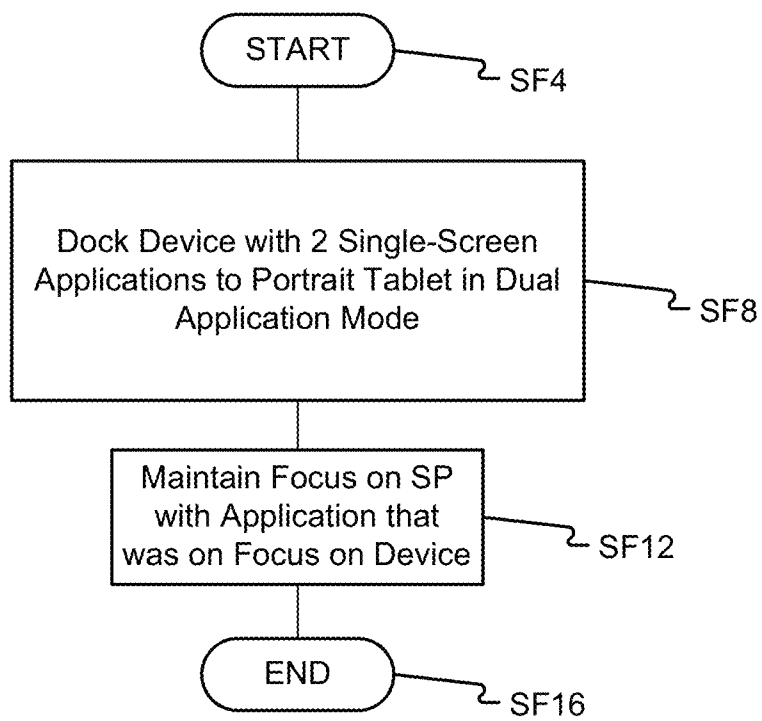 START
SF4
Dock Device with 2 Single-Screen
Applications to Portrait Tablet in Dual
Application Mode
SF8
Maintain Focus on SP
with Application that
was on Focus on Device
SF12
END
SF16